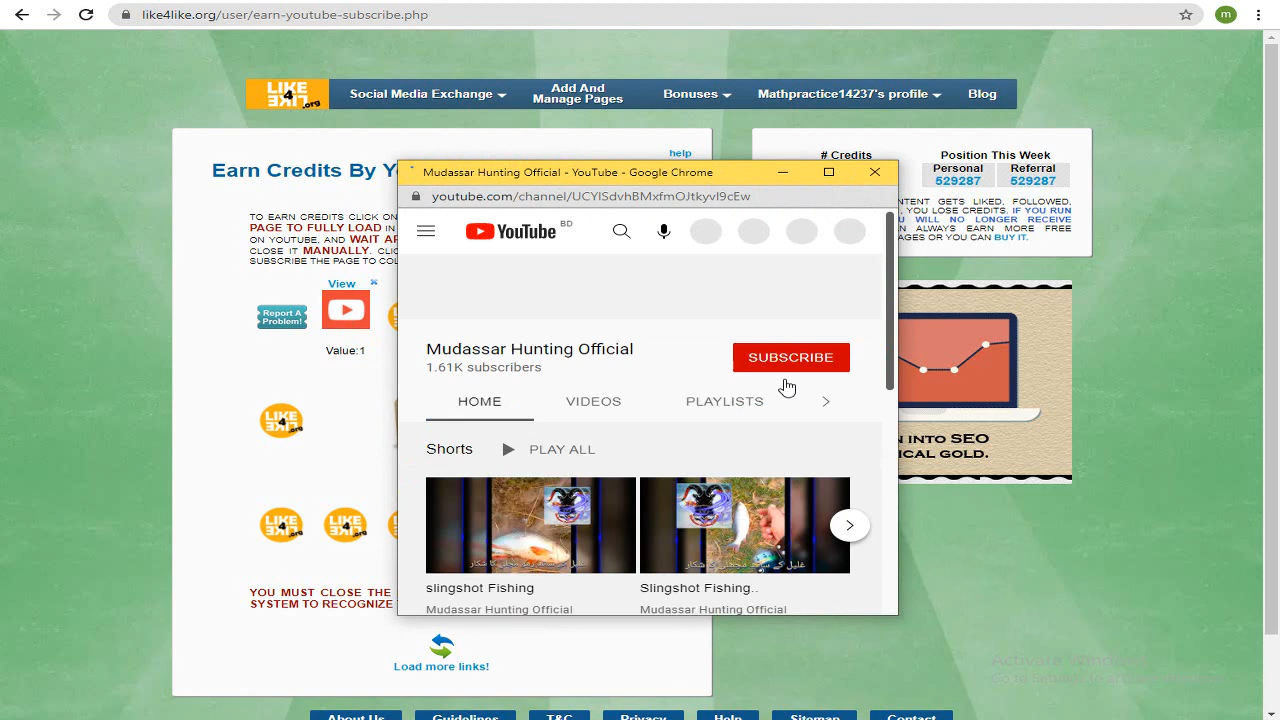 like4like.org/user/earn-youtube-subscribe.php
m
LIKE
4
LIKE
.org
Social Media Exchange
Add And
Manage Pages
Bonuses
Mathpractice14237's profile
Blog
help
Earn Credits By Y
TO EARN CREDITS CLICK ON
PAGE TO FULLY LOAD IN
ON YOUTUBE, AND WAIT AF
CLOSE IT MANUALLY. CLI
SUBSCRIBE THE PAGE TO COL
View
Report A
Problem!
Value:1
YOU MUST CLOSE THE
SYSTEM TO RECOGNIZE
Load more links!
Mudassar Hunting Official - YouTube - Google Chrome
YouTube BD
Mudassar Hunting Official
1.61K subscribers
SUBSCRIBE
HOME
VIDEOS
PLAYLISTS
Shorts
PLAY ALL
slingshot Fishing
Mudassar Hunting Official
Slingshot Fishing..
Mudassar Hunting Official
# Credits
Position This Week
Personal
Referral
529287
529287
NTENT GETS LIKED, FOLLOWED,
, YOU LOSE CREDITS. IF YOU RUN
U WILL NO LONGER RECEIVE
N ALWAYS EARN MORE FREE
AGES OR YOU CAN BUY IT.
N INTO SEO
ICAL GOLD.
About Us
Guidelines
T&C
Privacy
Help
Sitemap
Contact